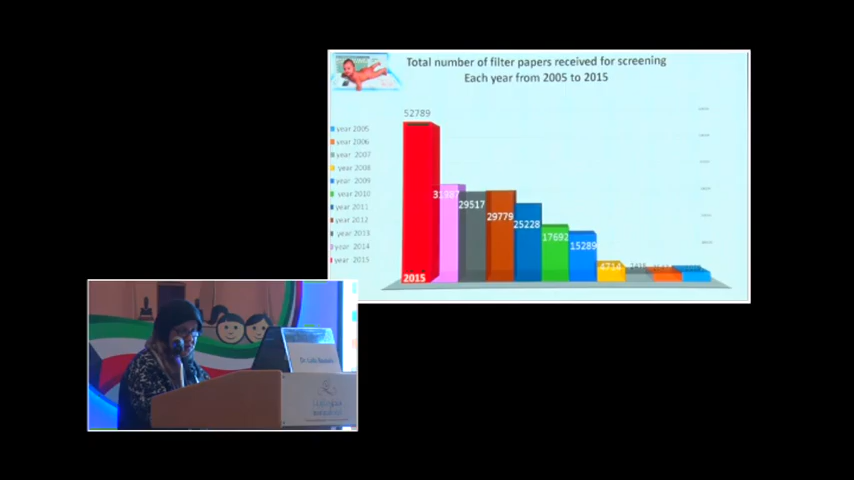 Total number of filter papers received for screening
Each year from 2005 to 2015
52789
31987
29517
29779
25228
17692
15289
2015
year 2005
year 2006
year 2007
year 2008
year 2009
year 2010
year 2011
year 2012
year 2013
year 2014
year 2015